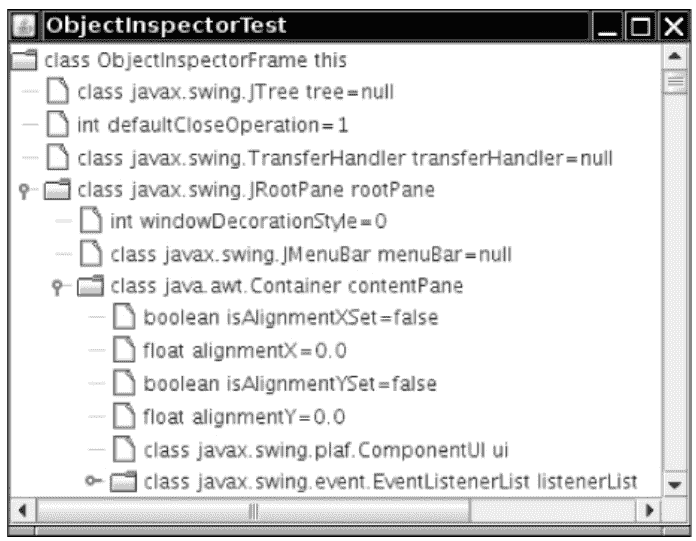 ObjectInspectorTest
class ObjectInspectorFrame this
class javax.swing.JTree tree=null
int defaultCloseOperation=1
class javax.swing.TransferHandler transferHandler=null
class javax.swing.JRootPane rootPane
int windowDecorationStyle=0
class javax.swing.JMenuBar menuBar=null
class java.awt.Container contentPane
boolean isAlignmentXSet=false
float alignmentX=0.0
boolean isAlignmentYSet=false
float alignmentY=0.0
class javax.swing.plaf.ComponentUI ui
class javax.swing.event.EventListenerList listenerList